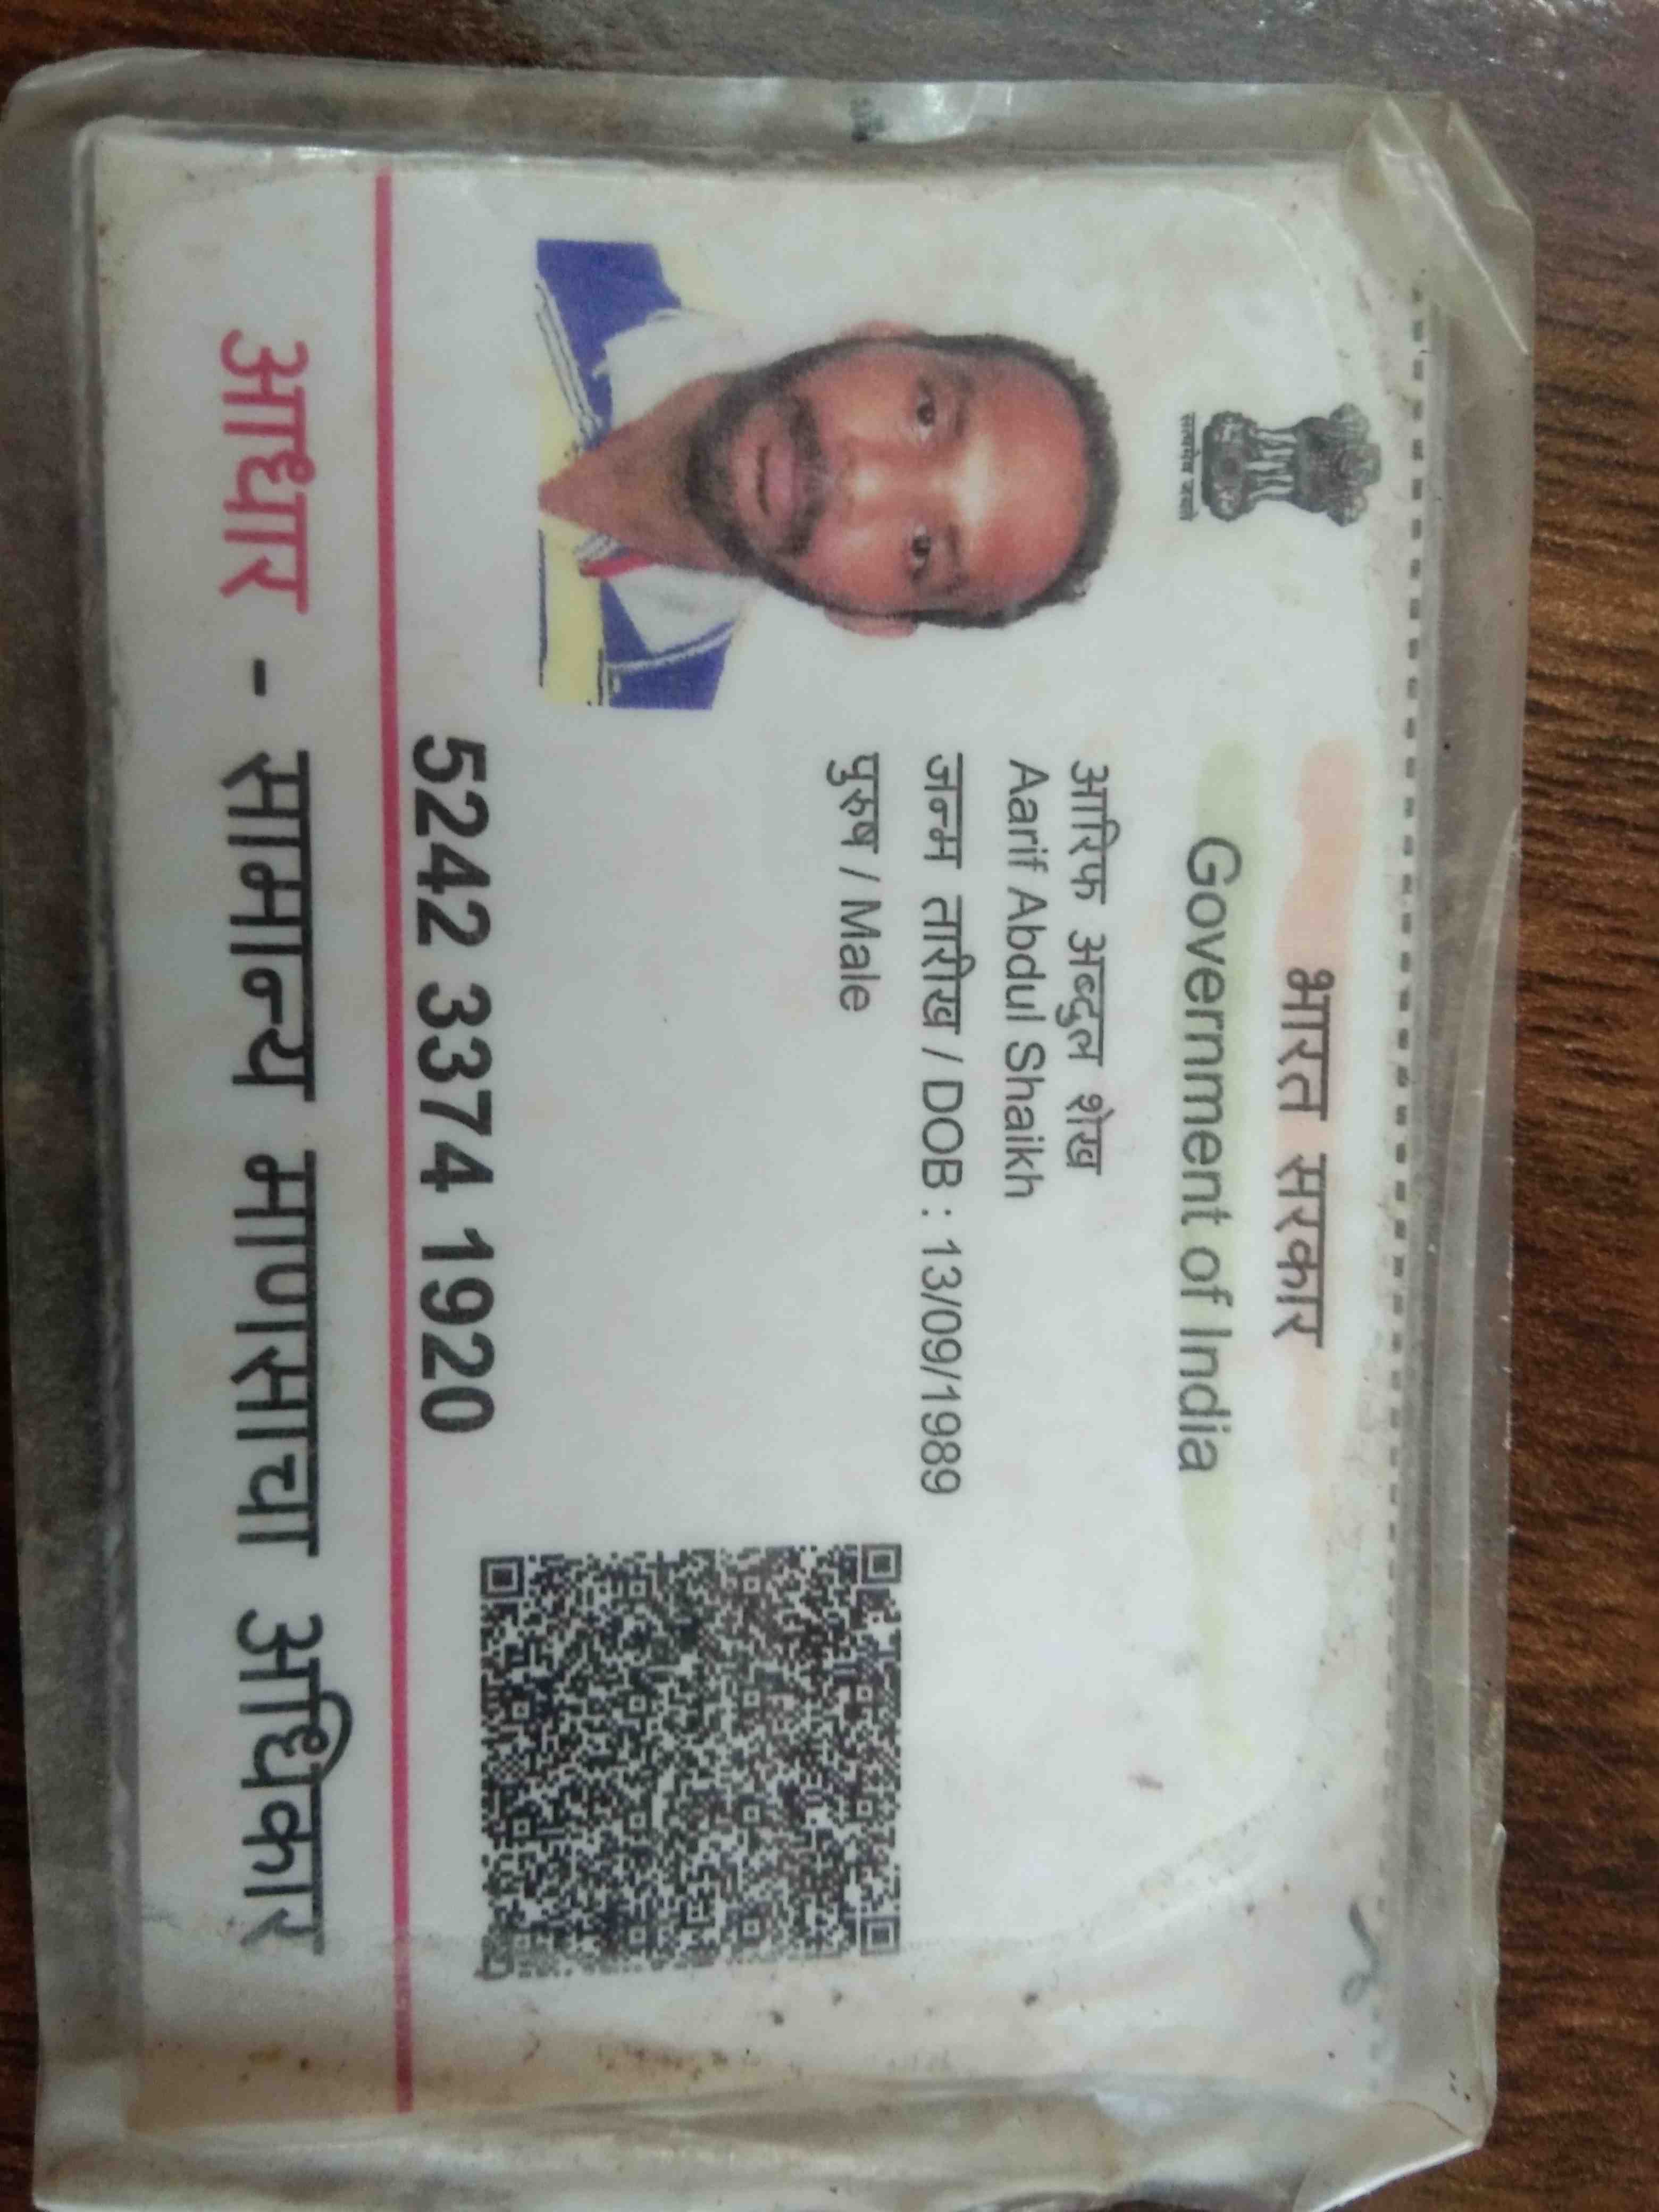 भारत सरकार
Government of India
सत्यमेव जयते
आरिफ अब्दुल शेख
Aarif Abdul Shaikh
जन्म तारीख / DOB : 13/09/1989
पुरुष / Male
5242 3374 1920
आधार - सामान्य माणसाचा अधिकार